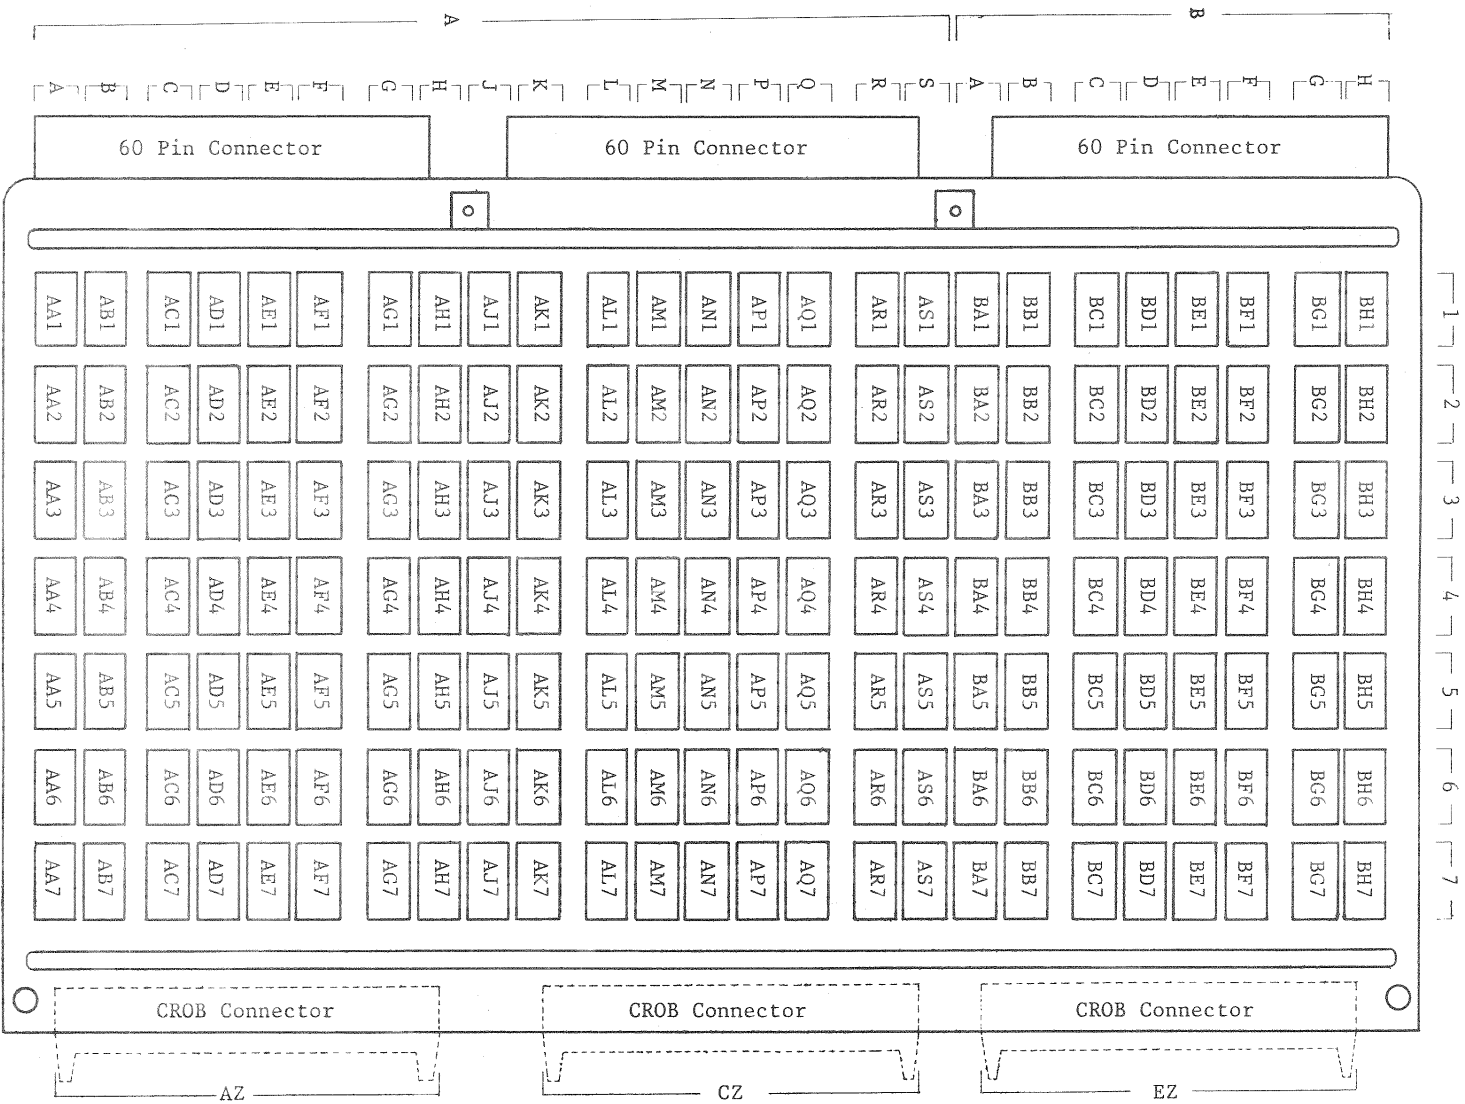 A B
A B C D E F G H J K L M N P Q R S A B C D E F G H
60 Pin Connector 60 Pin Connector 60 Pin Connector
AA1 AB1 AC1 AD1 AE1 AF1 AG1 AH1 AJ1 AK1 AL1 AM1 AN1 AP1 AQ1 AR1 AS1 BA1 BB1 BC1 BD1 BE1 BF1 BG1 BH1 1
AA2 AB2 AC2 AD2 AE2 AF2 AG2 AH2 AJ2 AK2 AL2 AM2 AN2 AP2 AQ2 AR2 AS2 BA2 BB2 BC2 BD2 BE2 BF2 BG2 BH2 2
AA3 AB3 AC3 AD3 AE3 AF3 AG3 AH3 AJ3 AK3 AL3 AM3 AN3 AP3 AQ3 AR3 AS3 BA3 BB3 BC3 BD3 BE3 BF3 BG3 BH3 3
AA4 AB4 AC4 AD4 AE4 AF4 AG4 AH4 AJ4 AK4 AL4 AM4 AN4 AP4 AQ4 AR4 AS4 BA4 BB4 BC4 BD4 BE4 BF4 BG4 BH4 4
AA5 AB5 AC5 AD5 AE5 AF5 AG5 AH5 AJ5 AK5 AL5 AM5 AN5 AP5 AQ5 AR5 AS5 BA5 BB5 BC5 BD5 BE5 BF5 BG5 BH5 5
AA6 AB6 AC6 AD6 AE6 AF6 AG6 AH6 AJ6 AK6 AL6 AM6 AN6 AP6 AQ6 AR6 AS6 BA6 BB6 BC6 BD6 BE6 BF6 BG6 BH6 6
AA7 AB7 AC7 AD7 AE7 AF7 AG7 AH7 AJ7 AK7 AL7 AM7 AN7 AP7 AQ7 AR7 AS7 BA7 BB7 BC7 BD7 BE7 BF7 BG7 BH7 7
CROB Connector CROB Connector CROB Connector
AZ CZ EZ